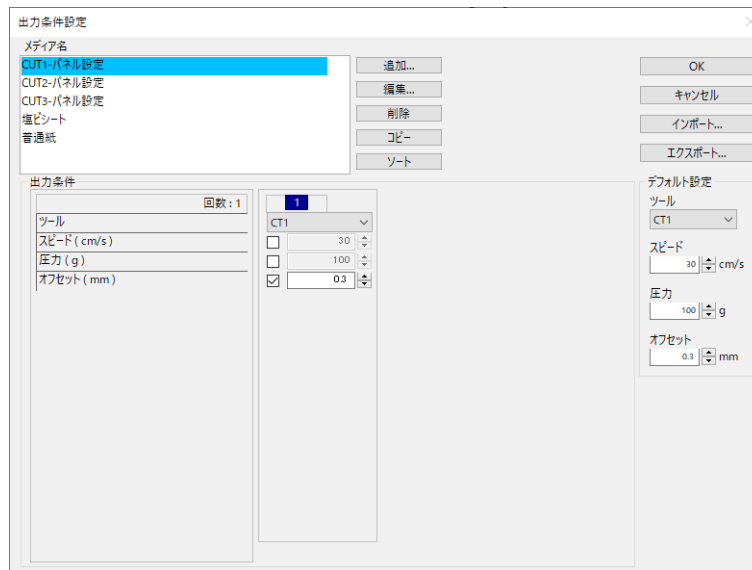 出力条件設定
メディア名
CUT1-パネル設定
CUT2-パネル設定
CUT3-パネル設定
塩ビシート
普通紙
追加...
編集...
削除
コピー
ソート
OK
キャンセル
インポート...
エクスポート...
出力条件
回数 : 1
ツール
スピード ( cm/s )
圧力 ( g )
オフセット ( mm )
1
CT1
30
100
0.3
デフォルト設定
ツール
CT1
スピード
30 cm/s
圧力
100 g
オフセット
0.3 mm